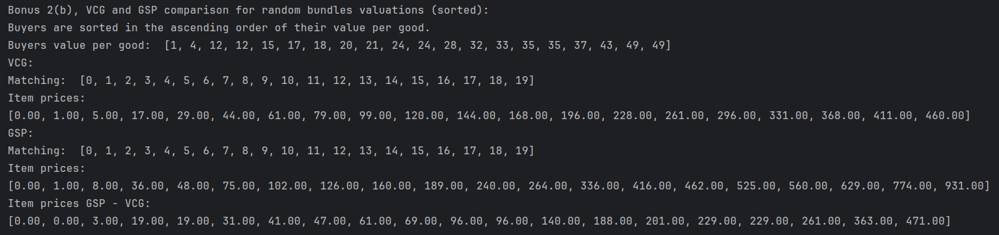 Bonus 2(b), VCG and GSP comparison for random bundles valuations (sorted):
Buyers are sorted in the ascending order of their value per good.
Buyers value per good:  [1, 4, 12, 12, 15, 17, 18, 20, 21, 24, 24, 28, 32, 33, 35, 35, 37, 43, 49, 49]
VCG:
Matching:  [0, 1, 2, 3, 4, 5, 6, 7, 8, 9, 10, 11, 12, 13, 14, 15, 16, 17, 18, 19]
Item prices:
[0.00, 1.00, 5.00, 17.00, 29.00, 44.00, 61.00, 79.00, 99.00, 120.00, 144.00, 168.00, 196.00, 228.00, 261.00, 296.00, 331.00, 368.00, 411.00, 460.00]
GSP:
Matching:  [0, 1, 2, 3, 4, 5, 6, 7, 8, 9, 10, 11, 12, 13, 14, 15, 16, 17, 18, 19]
Item prices:
[0.00, 1.00, 8.00, 36.00, 48.00, 75.00, 102.00, 126.00, 160.00, 189.00, 240.00, 264.00, 336.00, 416.00, 462.00, 525.00, 560.00, 629.00, 774.00, 931.00]
Item prices GSP - VCG:
[0.00, 0.00, 3.00, 19.00, 19.00, 31.00, 41.00, 47.00, 61.00, 69.00, 96.00, 96.00, 140.00, 188.00, 201.00, 229.00, 229.00, 261.00, 363.00, 471.00]